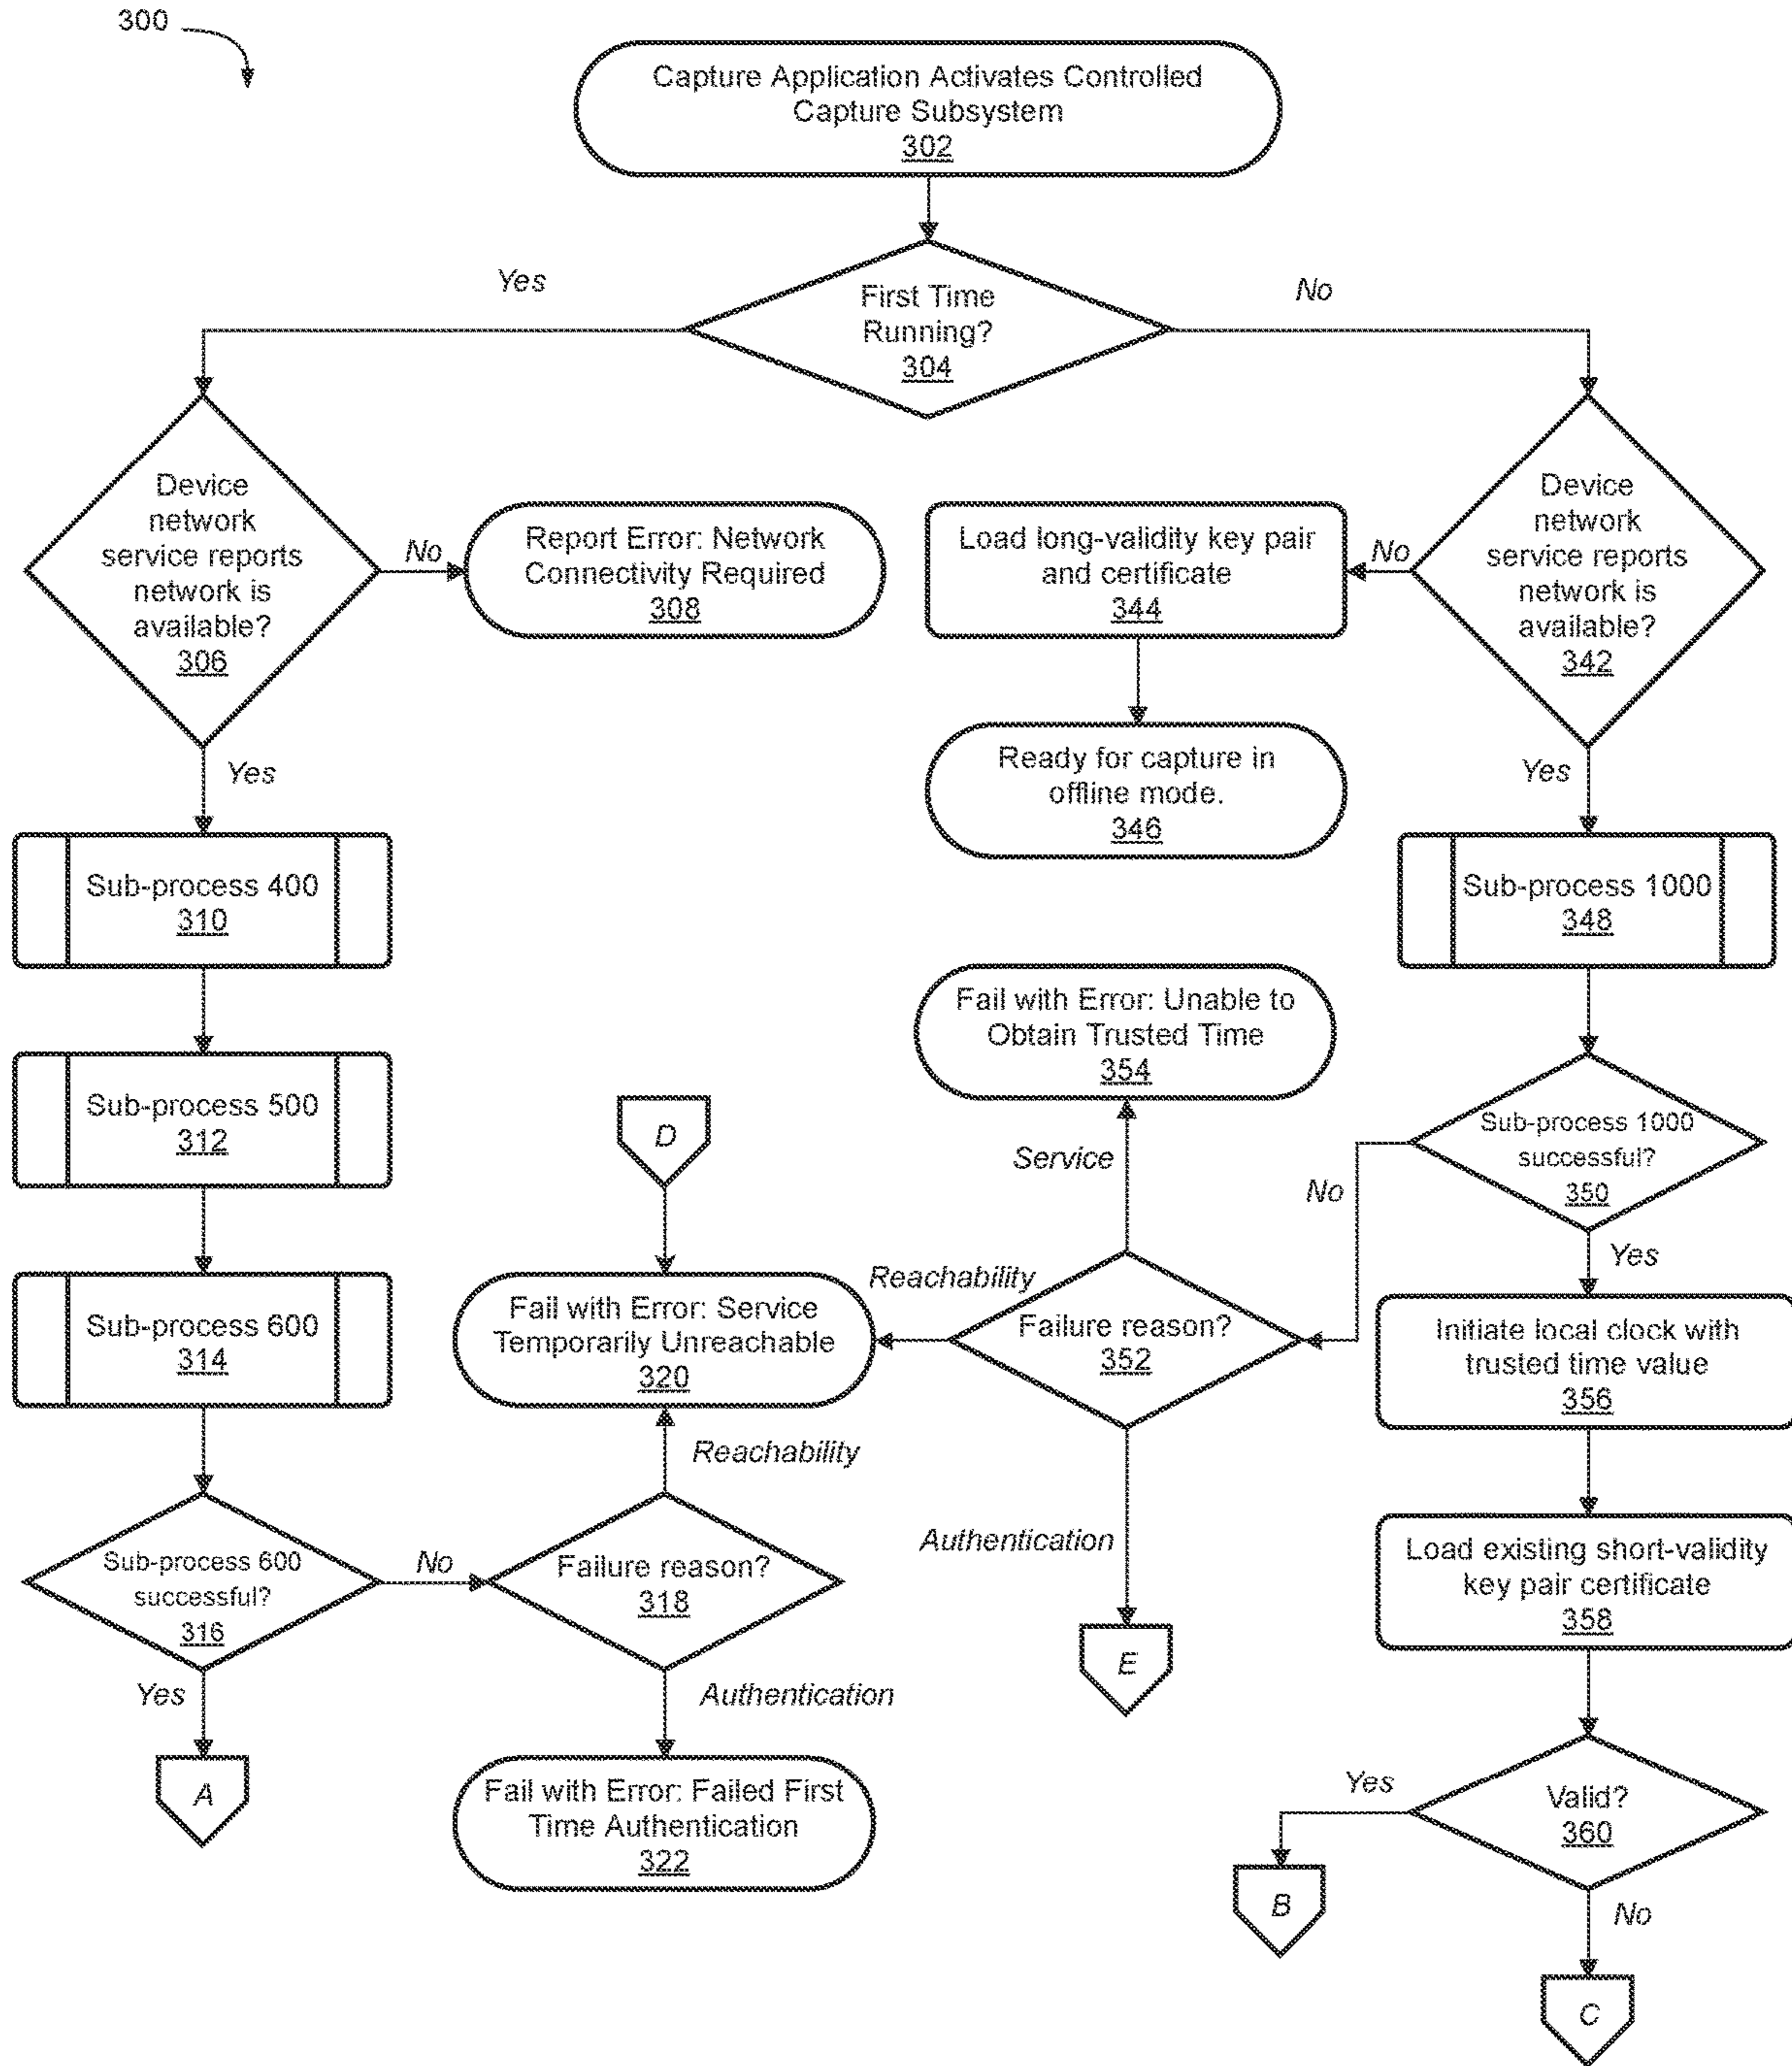 300
Capture Application Activates Controlled
Capture Subsystem
302
Yes
First Time
Running?
304
No
Device
network
service reports
network is
available?
306
No
Report Error: Network
Connectivity Required
308
Load long-validity key pair
and certificate
344
No
Device
network
service reports
network is
available?
342
Yes
Ready for capture in
offline mode.
346
Yes
Sub-process 400
310
Sub-process 1000
348
Fail with Error: Unable to
Obtain Trusted Time
354
Sub-process 500
312
D
Service
No
Sub-process 1000
successful?
350
Yes
Sub-process 600
314
Reachability
Fail with Error: Service
Temporarily Unreachable
320
Failure reason?
352
Initiate local clock with
trusted time value
356
Reachability
Authentication
Sub-process 600
successful?
316
No
Failure reason?
318
Load existing short-validity
key pair certificate
358
E
Yes
Authentication
A
Fail with Error: Failed First
Time Authentication
322
Yes
Valid?
360
B
No
C